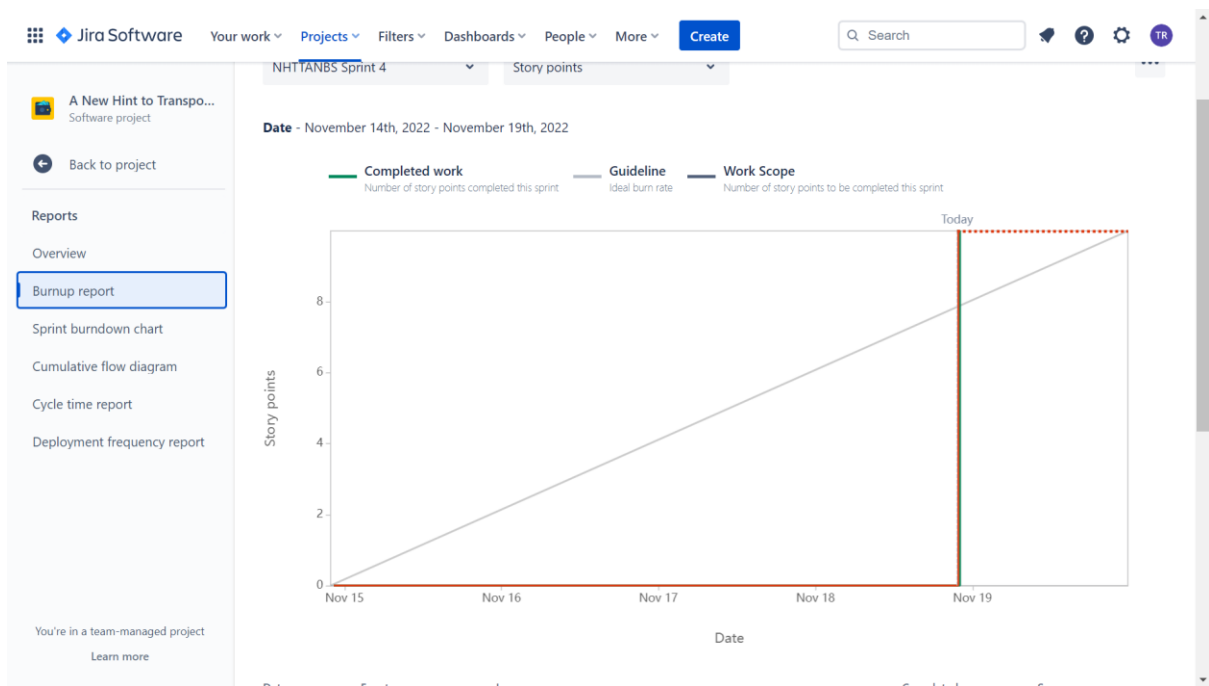 Jira Software Your work Projects Filters Dashboards People More Create Search TR
NHTTANBS Sprint 4 Story points
A New Hint to Transpo...
Software project
Back to project
Reports
Overview
Burnup report
Sprint burndown chart
Cumulative flow diagram
Cycle time report
Deployment frequency report
You're in a team-managed project
Learn more
Date - November 14th, 2022 - November 19th, 2022
Completed work Guideline Work Scope
Number of story points completed this sprint Ideal burn rate Number of story points to be completed this sprint
Today
8
6
4
2
0
Story points
Nov 15 Nov 16 Nov 17 Nov 18 Nov 19
Date